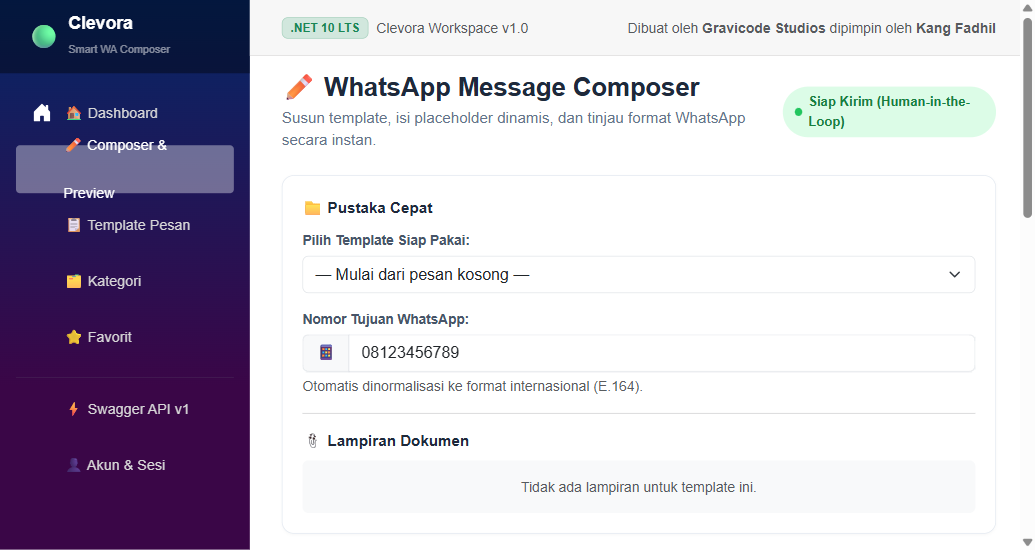 Clevora
Smart WA Composer
Dashboard
Composer &
Preview
Template Pesan
Kategori
Favorit
Swagger API v1
Akun & Sesi
.NET 10 LTS Clevora Workspace v1.0
Dibuat oleh Gravicode Studios dipimpin oleh Kang Fadhil
WhatsApp Message Composer
Susun template, isi placeholder dinamis, dan tinjau format WhatsApp
secara instan.
Siap Kirim (Human-in-the-
Loop)
Pustaka Cepat
Pilih Template Siap Pakai:
— Mulai dari pesan kosong —
Nomor Tujuan WhatsApp:
08123456789
Otomatis dinormalisasi ke format internasional (E.164).
Lampiran Dokumen
Tidak ada lampiran untuk template ini.